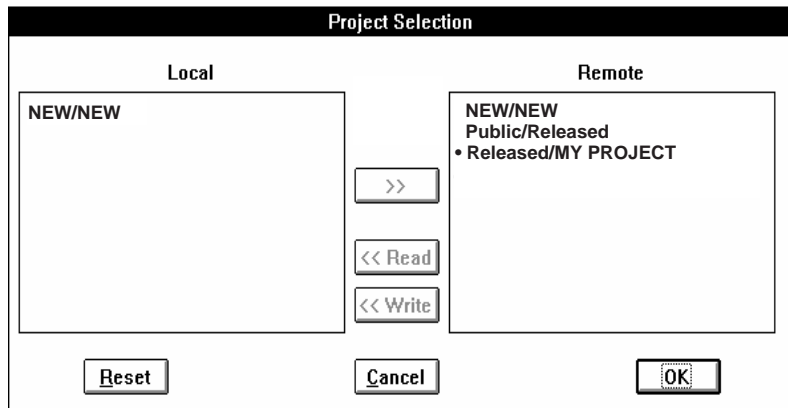 Project Selection
Local
Remote
NEW/NEW
NEW/NEW
Public/Released
• Released/MY PROJECT
>>
<< Read
<< Write
Reset
Cancel
OK